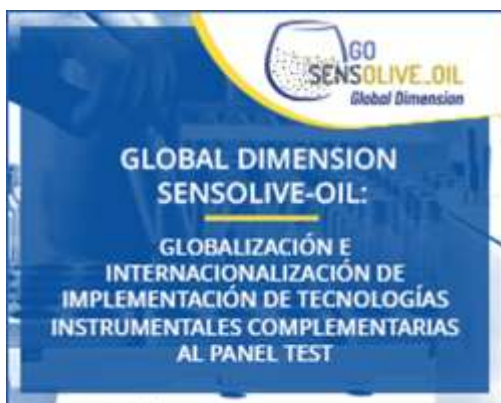 GO
SENSOLIVE_OIL
Global Dimension
GLOBAL DIMENSION
SENSOLIVE-OIL:
GLOBALIZACIÓN E
INTERNACIONALIZACIÓN DE
IMPLEMENTACIÓN DE TECNOLOGÍAS
INSTRUMENTALES COMPLEMENTARIAS
AL PANEL TEST